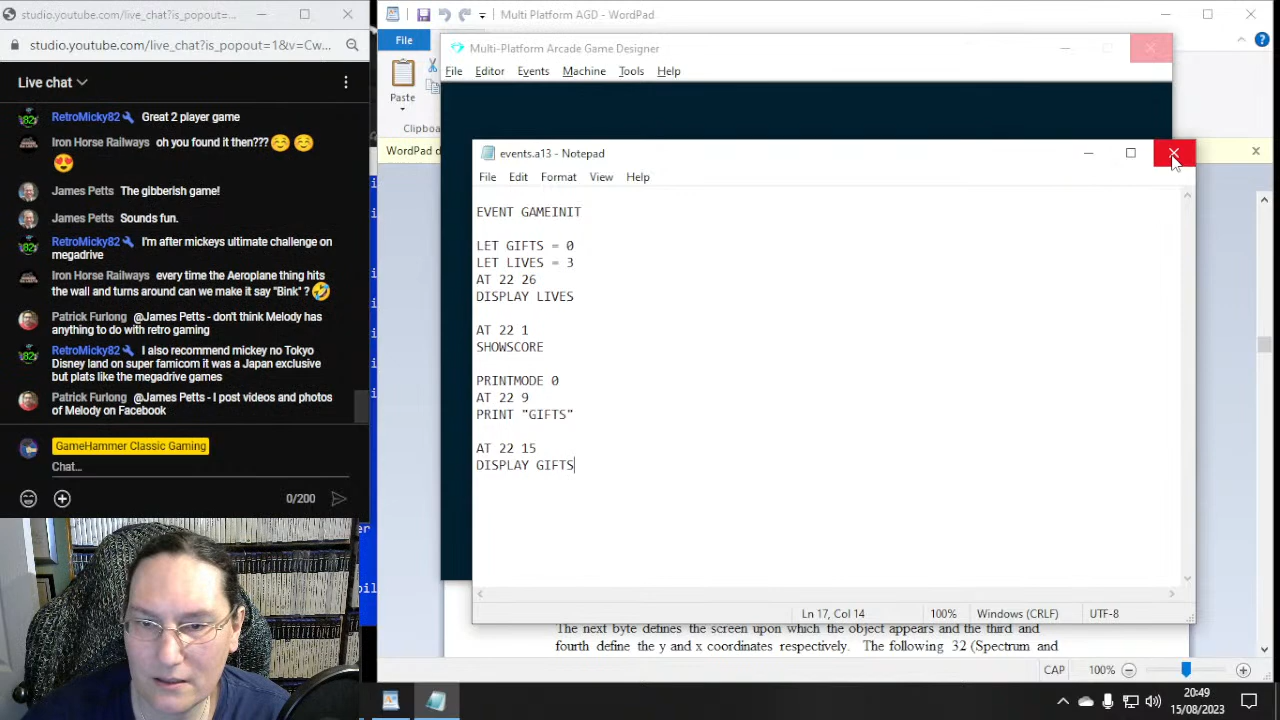 studio.youtube.com/live_chat?is_popout=...
studio.youtube.com/live_chat?is_popout=1&v=Cw...
Live chat
RetroMicky82 Great 2 player game
Iron Horse Railways oh you found it then???
James Petts The gibberish game!
James Petts Sounds fun.
RetroMicky82 I'm after mickeys ultimate challenge on
megadrive
Iron Horse Railways every time the Aeroplane thing hits
the wall and turns around can we make it say "Bink" ?
Patrick Furlong @James Petts - don't think Melody has
anything to do with retro gaming
RetroMicky82 I also recommend mickey no Tokyo
Disney land on super famicom it was a Japan exclusive
but plats like the megadrive games
Patrick Furlong @James Petts - I post videos and photos
of Melody on Facebook
GameHammer Classic Gaming
Chat...
0/200
Multi Platform AGD - WordPad
File
Paste
Clipboa
WordPad d
Multi-Platform Arcade Game Designer
File Editor Events Machine Tools Help
events.a13 - Notepad
File Edit Format View Help
EVENT GAMEINIT
LET GIFTS = 0
LET LIVES = 3
AT 22 26
DISPLAY LIVES
AT 22 1
SHOWSCORE
PRINTMODE 0
AT 22 9
PRINT "GIFTS"
AT 22 15
DISPLAY GIFTS
Ln 17, Col 14 100% Windows (CRLF) UTF-8
The next byte defines the screen upon which the object appears and the third and
fourth define the y and x coordinates respectively. The following 32 (Spectrum and
CAP 100%
20:49
15/08/2023